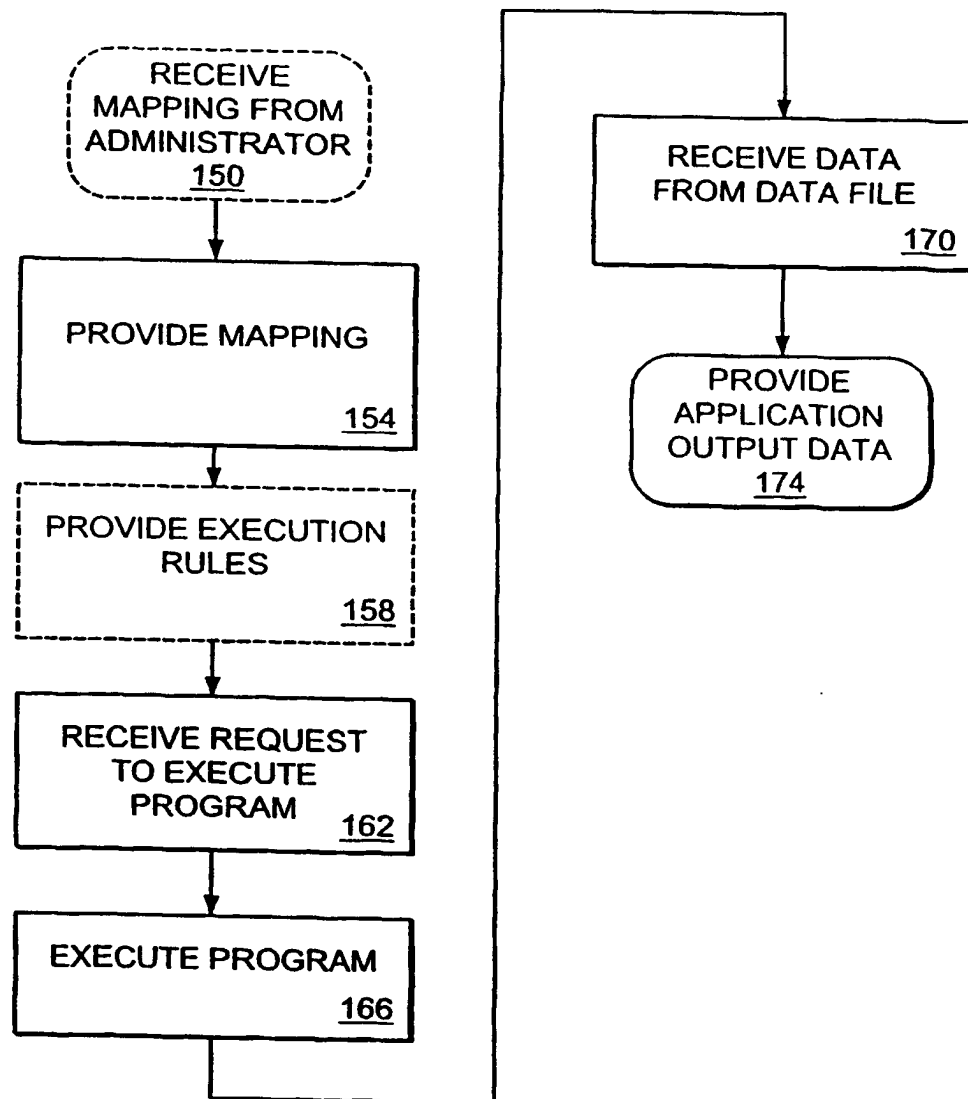 RECEIVE
MAPPING FROM
ADMINISTRATOR
150
PROVIDE MAPPING
154
PROVIDE EXECUTION
RULES
158
RECEIVE REQUEST
TO EXECUTE
PROGRAM
162
EXECUTE PROGRAM
166
RECEIVE DATA
FROM DATA FILE
170
PROVIDE
APPLICATION
OUTPUT DATA
174